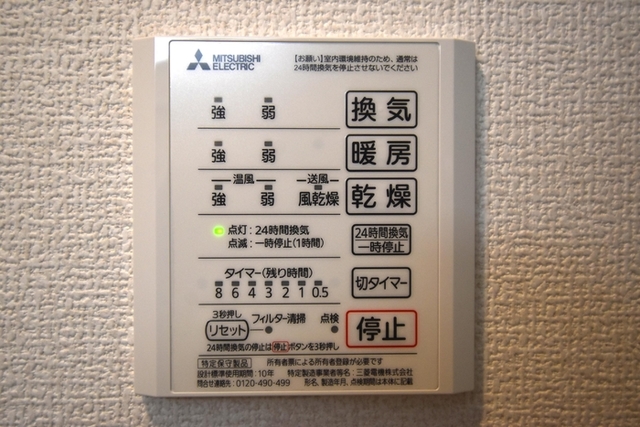 MITSUBISHI
ELECTRIC
【お願い】室内環境維持のため、通常は
24時間換気を停止させないでください
強 弱 換気
強 弱 暖房
温風 送風
強 弱 風乾燥 乾燥
点灯：24時間換気
点滅：一時停止(1時間)
24時間換気
一時停止
タイマー(残り時間)
8 6 4 3 2 1 0.5
切タイマー
3秒押し
リセット フィルター清掃 点検
停止
24時間換気の停止は停止ボタンを3秒押し
特定保守製品 所有者票による所有者登録が必要です
設計標準使用期間：10年 特定製造事業者等名：三菱電機株式会社
問合せ連絡先：0120-490-499 形名、製造年月、点検期間は本体に記載